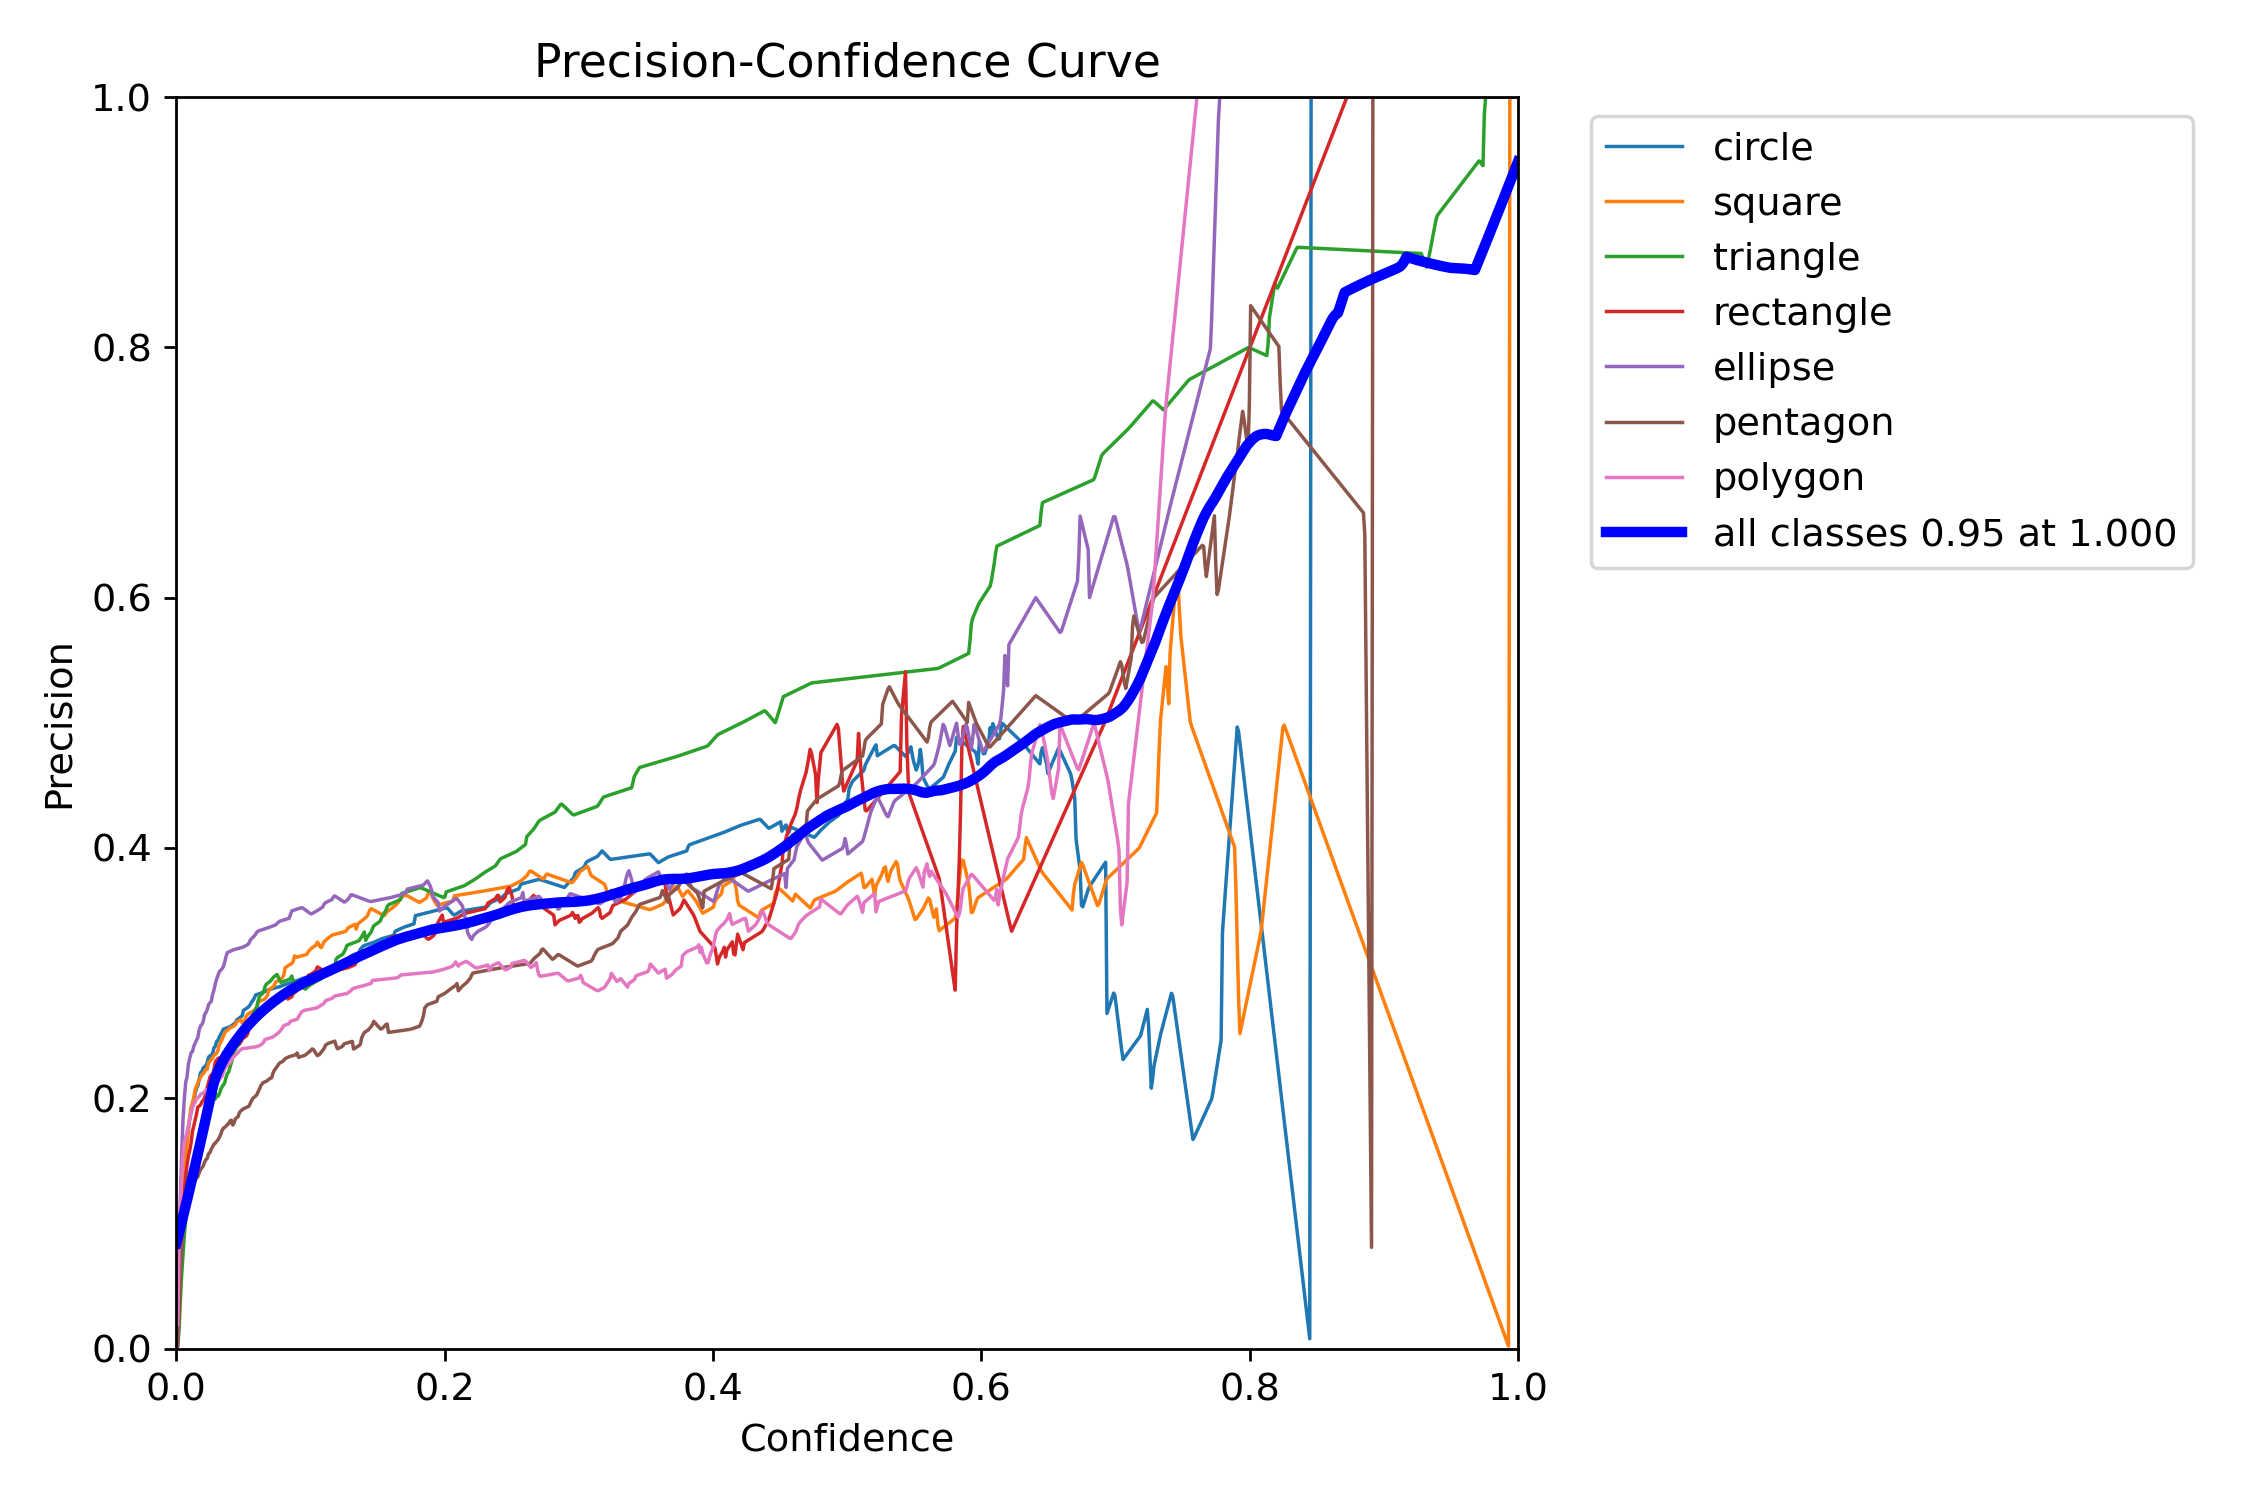 Precision-Confidence Curve
1.0
0.8
0.6
0.4
0.2
0.0
Precision
0.0 0.2 0.4 0.6 0.8 1.0
Confidence
circle
square
triangle
rectangle
ellipse
pentagon
polygon
all classes 0.95 at 1.000